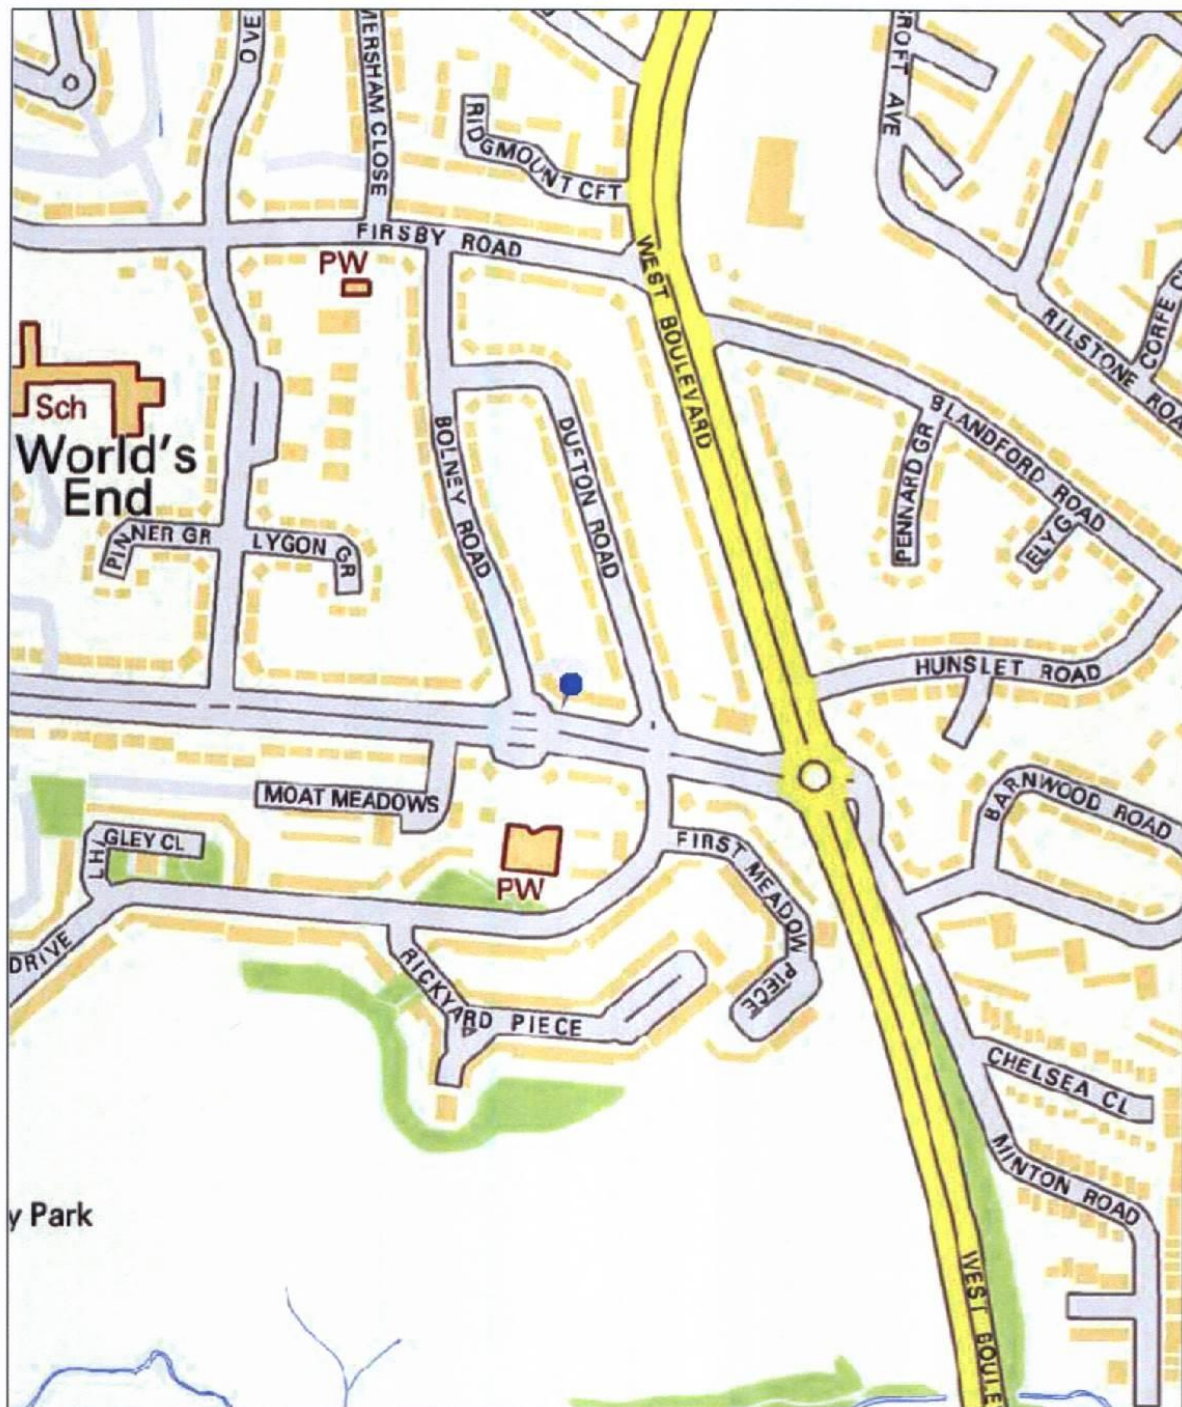 OVE
MERSHAM CLOSE
ROFT AVE
RIDGMOUNT CFT
FIRSBY ROAD
PW
WEST BOULEVARD
CORFE C
RILSTONE ROA
Sch
World's
End
BOLNEY ROAD
DUFTON ROAD
BLANDFORD ROAD
PENNARD GR
ELY G
PINNER GR
LYGON GR
HUNSLET ROAD
MOAT MEADOWS
BARNWOOD ROAD
GLEY CL
FIRST MEADOW PIECE
PIECE
PW
DRIVE
RICKYARD PIECE
CHELSEA CL
MINTON ROAD
y Park
WEST BOULE